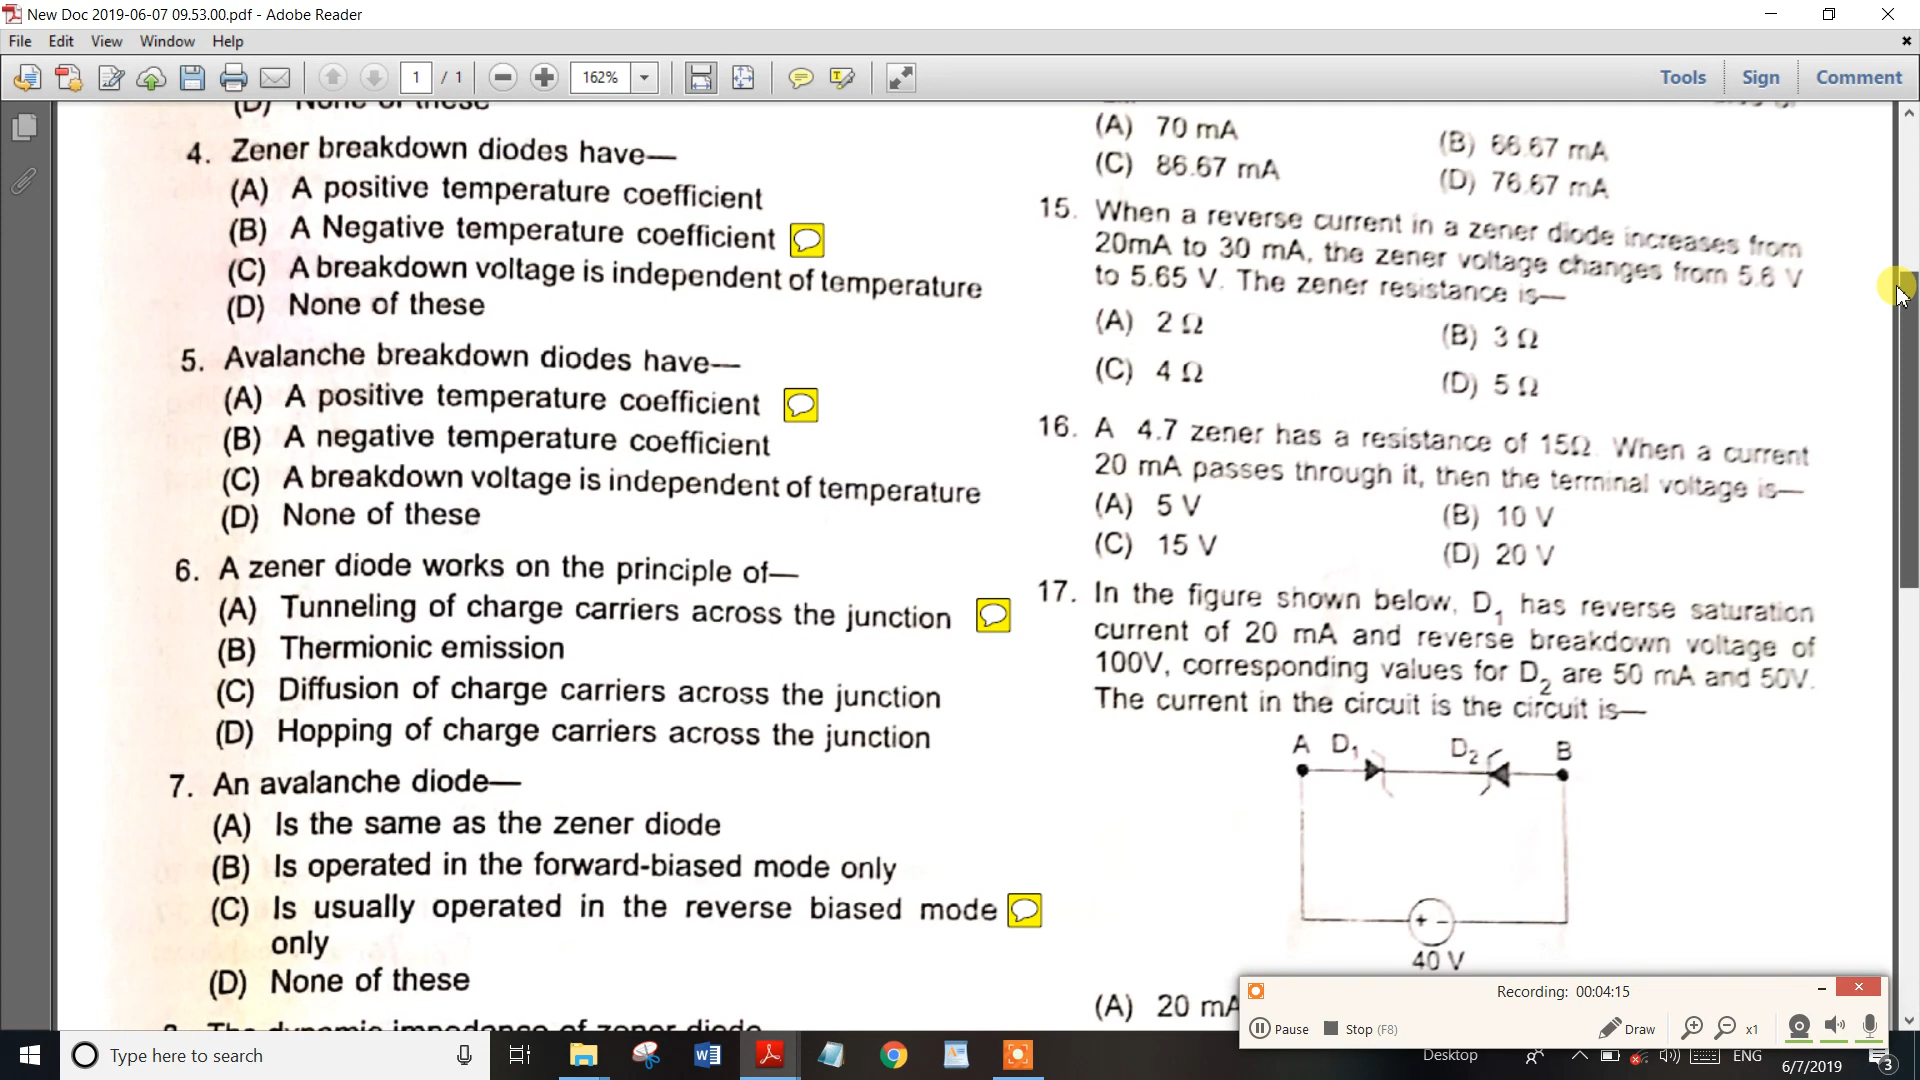 New Doc 2019-06-07 09.53.00.pdf - Adobe Reader
File Edit View Window Help
1 / 1 162% Tools Sign Comment
(D) None of these
4. Zener breakdown diodes have—
(A) A positive temperature coefficient
(B) A Negative temperature coefficient
(C) A breakdown voltage is independent of temperature
(D) None of these
5. Avalanche breakdown diodes have—
(A) A positive temperature coefficient
(B) A negative temperature coefficient
(C) A breakdown voltage is independent of temperature
(D) None of these
6. A zener diode works on the principle of—
(A) Tunneling of charge carriers across the junction
(B) Thermionic emission
(C) Diffusion of charge carriers across the junction
(D) Hopping of charge carriers across the junction
7. An avalanche diode—
(A) Is the same as the zener diode
(B) Is operated in the forward-biased mode only
(C) Is usually operated in the reverse biased mode
only
(D) None of these
The dynamic impedance of zener diode
(A) 70 mA (B) 66.67 mA
(C) 86.67 mA (D) 76.67 mA
15. When a reverse current in a zener diode increases from
20mA to 30 mA, the zener voltage changes from 5.6 V
to 5.65 V. The zener resistance is—
(A) 2 Ω (B) 3 Ω
(C) 4 Ω (D) 5 Ω
16. A 4.7 zener has a resistance of 15Ω. When a current
20 mA passes through it, then the terminal voltage is—
(A) 5 V (B) 10 V
(C) 15 V (D) 20 V
17. In the figure shown below, D1 has reverse saturation
current of 20 mA and reverse breakdown voltage of
100V, corresponding values for D2 are 50 mA and 50V.
The current in the circuit is the circuit is—
A D1 D2 B
+ -
40 V
(A) 20 mA
Recording: 00:04:15
Pause Stop (F8) Draw x1
Type here to search
Desktop ENG 6/7/2019 3